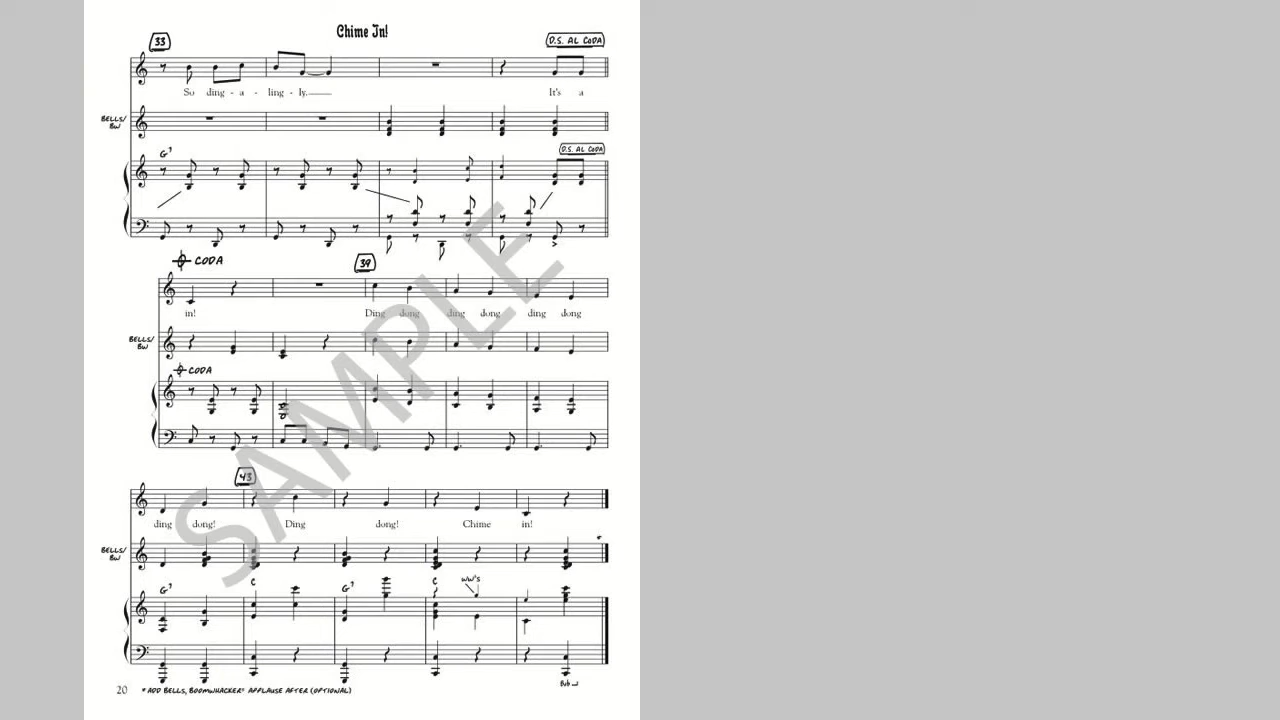 Chime In!
33
D.S. AL CODA
So ding - a - ling - ly. It's a
BELLS/
BW
G7
D.S. AL CODA
CODA
39
in! Ding dong ding dong ding dong
BELLS/
BW
CODA
43
ding dong! Ding dong! Chime in!
BELLS/
BW
*
G7 C G7 C WW'S
8vb
20 * ADD BELLS, BOOMWHACKER® APPLAUSE AFTER (OPTIONAL)
SAMPLE